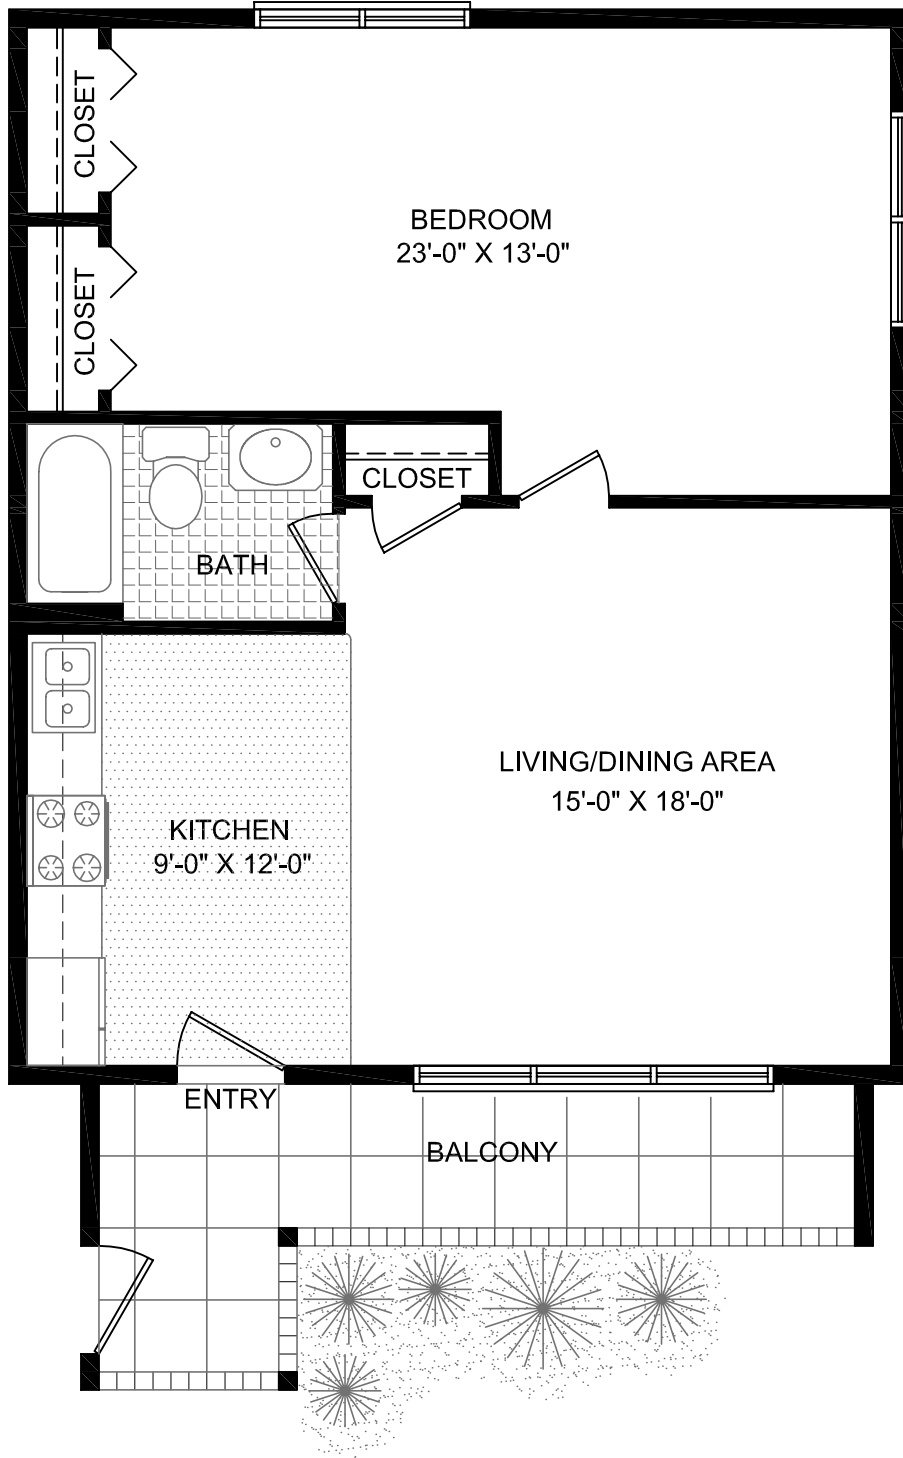 CLOSET
BEDROOM
23'-0" X 13'-0"
CLOSET
CLOSET
BATH
LIVING/DINING AREA
15'-0" X 18'-0"
KITCHEN
9'-0" X 12'-0"
ENTRY
BALCONY